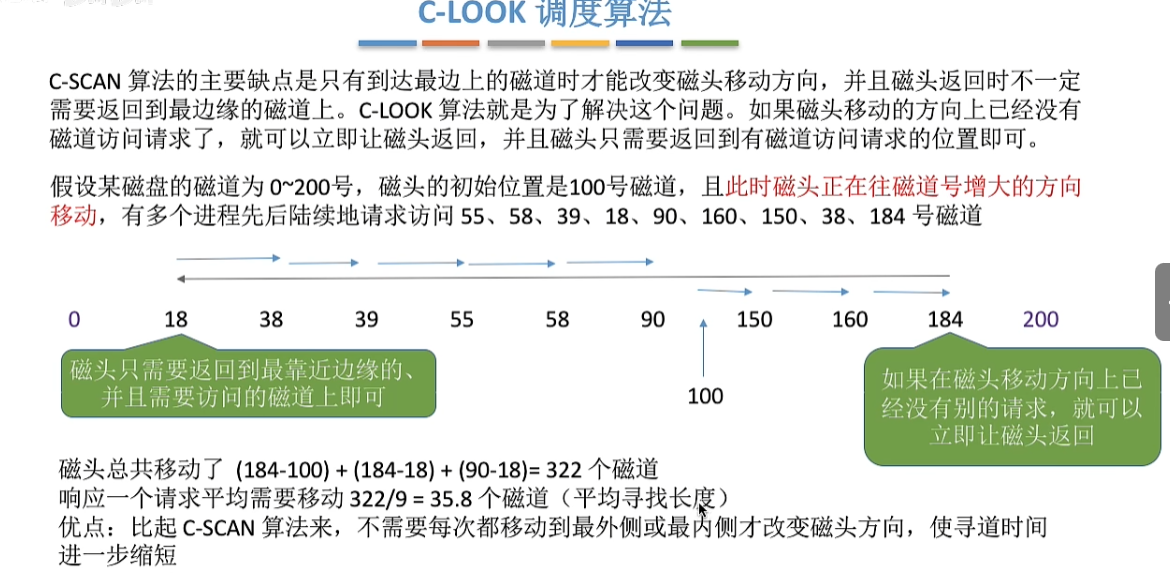 C-LOOK 调度算法
C-SCAN 算法的主要缺点是只有到达最边上的磁道时才能改变磁头移动方向，并且磁头返回时不一定
需要返回到最边缘的磁道上。C-LOOK 算法就是为了解决这个问题。如果磁头移动的方向上已经没有
磁道访问请求了，就可以立即让磁头返回，并且磁头只需要返回到有磁道访问请求的位置即可。
假设某磁盘的磁道为 0~200号，磁头的初始位置是100号磁道，且此时磁头正在往磁道号增大的方向
移动，有多个进程先后陆续地请求访问 55、58、39、18、90、160、150、38、184 号磁道
0 18 38 39 55 58 90 150 160 184 200
磁头只需要返回到最靠近边缘的、
并且需要访问的磁道上即可
100
如果在磁头移动方向上已
经没有别的请求，就可以
立即让磁头返回
磁头总共移动了 (184-100) + (184-18) + (90-18)= 322 个磁道
响应一个请求平均需要移动 322/9 = 35.8 个磁道（平均寻找长度）
优点：比起 C-SCAN 算法来，不需要每次都移动到最外侧或最内侧才改变磁头方向，使寻道时间
进一步缩短